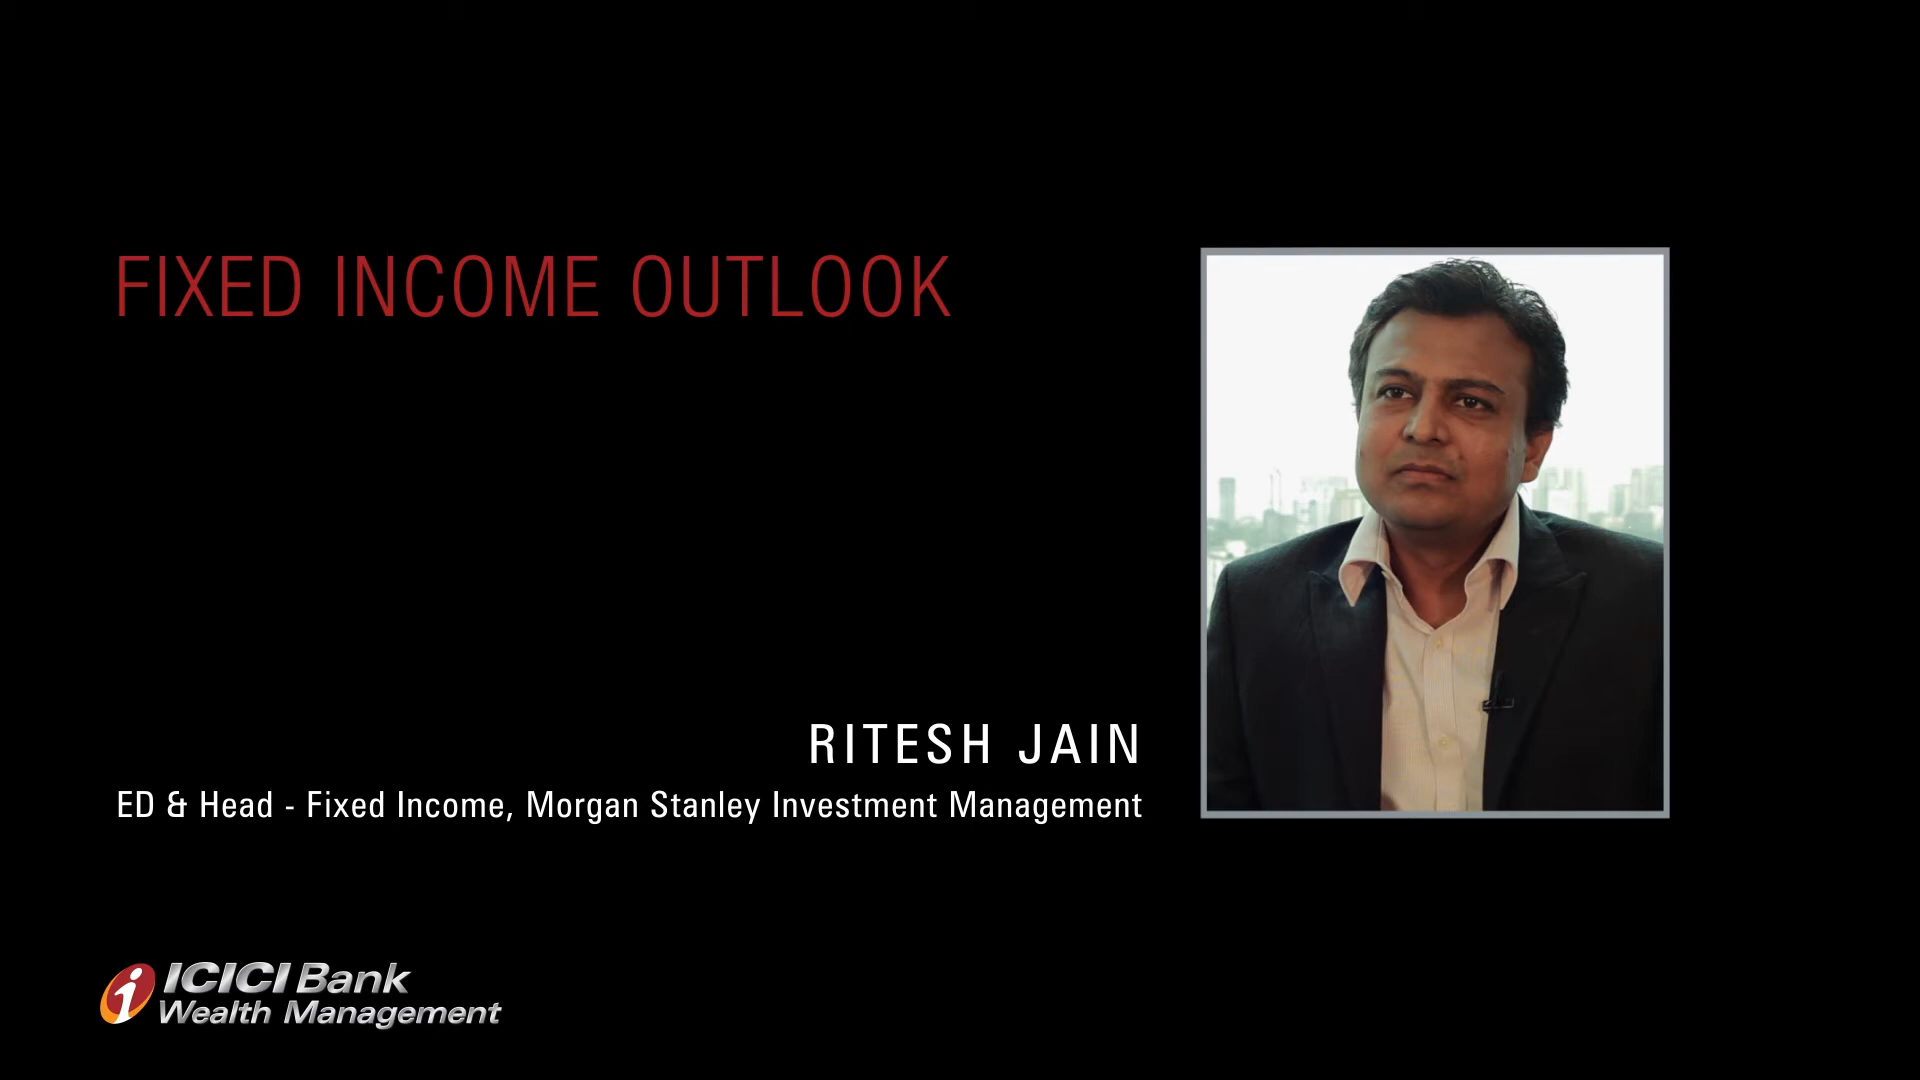 FIXED INCOME OUTLOOK
RITESH JAIN
ED & Head - Fixed Income, Morgan Stanley Investment Management
i ICICI Bank
Wealth Management